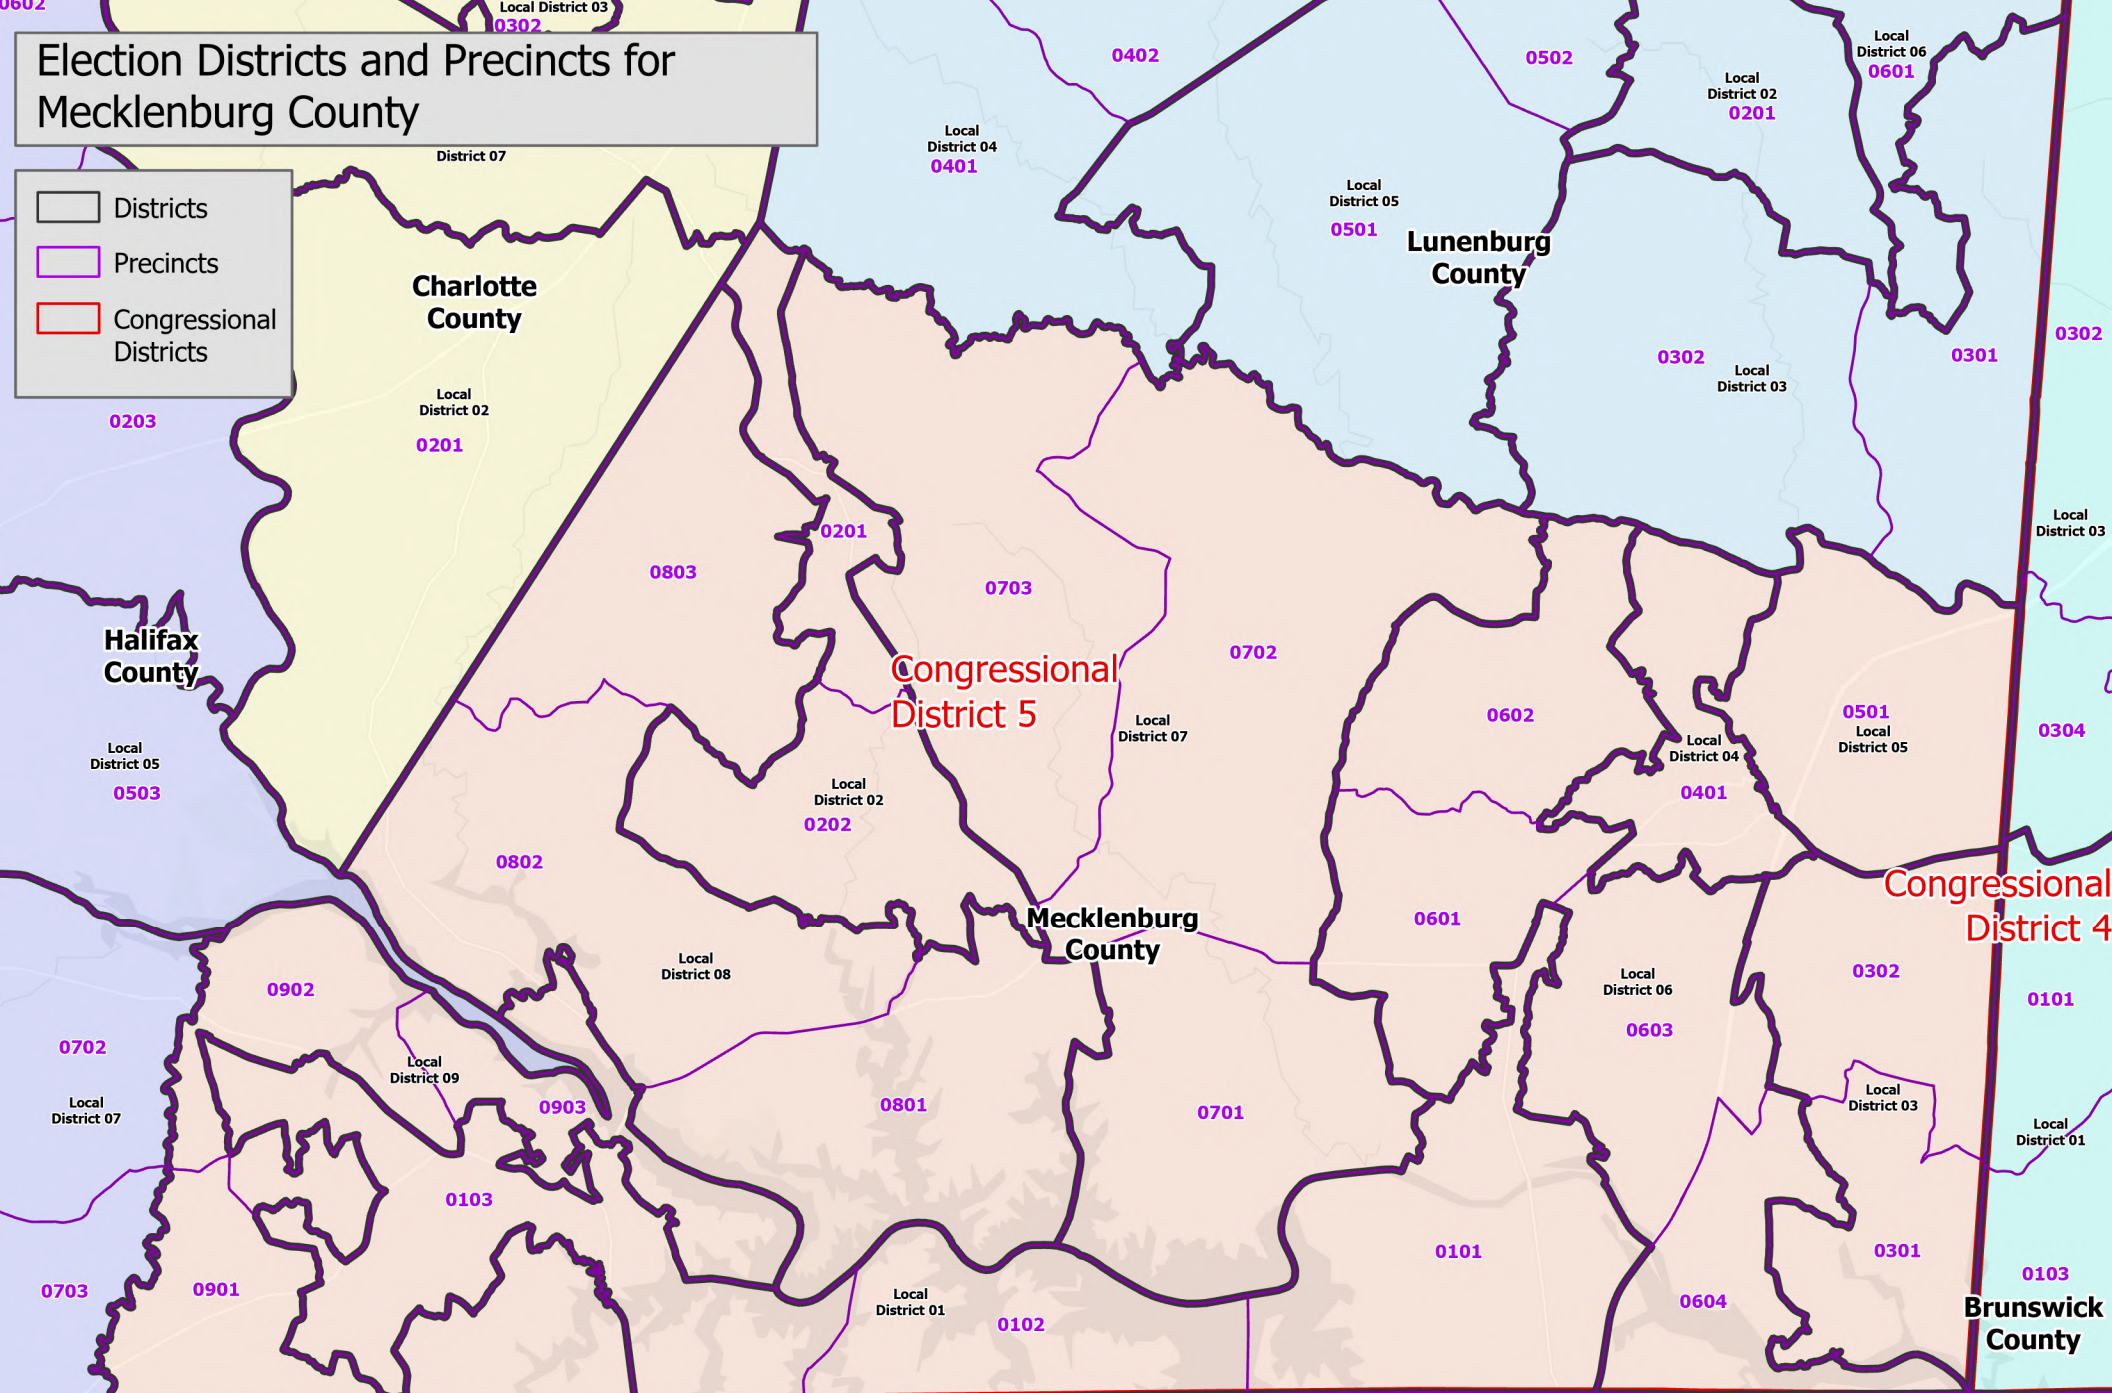 Election Districts and Precincts for
Mecklenburg County
Districts
Precincts
Congressional
Districts
0602
Local District 03
0302
District 07
0402
0502
Local
District 06
0601
Local
District 02
0201
Local
District 04
0401
Local
District 05
0501
Lunenburg
County
Charlotte
County
0302
0301
0302
Local
District 03
Local
District 02
0201
0203
Local
District 03
0201
0803
0703
Halifax
County
0702
Congressional
District 5
0602
0501
Local
District 05
0304
Local
District 07
Local
District 04
0401
Local
District 05
0503
Local
District 02
0202
0802
0601
Mecklenburg
County
Congressional
District 4
Local
District 08
0302
0101
Local
District 06
0603
0902
0702
Local
District 07
Local
District 09
0903
0801
0701
Local
District 03
Local
District 01
0103
0101
0301
0703
0901
Local
District 01
0102
0604
0103
Brunswick
County